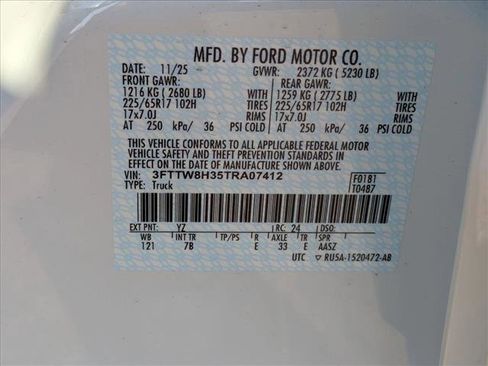 MFD. BY FORD MOTOR CO.
DATE: 11/25 GVWR: 2372 KG ( 5230 LB)
FRONT GAWR: REAR GAWR:
1216 KG ( 2680 LB) WITH 1259 KG ( 2775 LB) WITH
225/65R17 102H TIRES 225/65R17 102H TIRES
17x7.0J RIMS 17x7.0J RIMS
AT 250 kPa/ 36 PSI COLD AT 250 kPa/ 36 PSI COLD
THIS VEHICLE CONFORMS TO ALL APPLICABLE FEDERAL MOTOR
VEHICLE SAFETY AND THEFT PREVENTION STANDARDS IN
EFFECT ON THE DATE OF MANUFACTURE SHOWN ABOVE.
VIN: 3FTTW8H35TRA07412 F0181
TYPE: Truck T0487
EXT PNT: YZ RC: 24 DSO:
WB INT TR TP/PS R AXLE TR SPR
121 7B E 33 E AASZ
UTC ▽ RU5A-1520472-AB